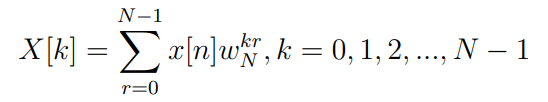 X[k] = \sum_{r=0}^{N-1} x[n] w_N^{kr}, k = 0, 1, 2, ..., N − 1